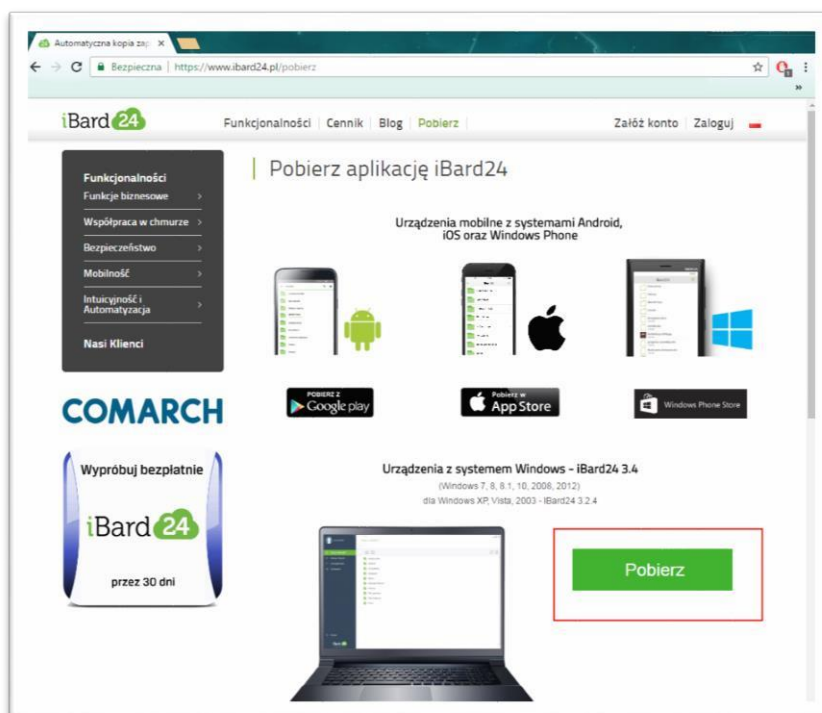 Automatyczna kopia zap
Bezpieczna | https://www.ibard24.pl/pobierz
iBard 24
Funkcjonalności
Cennik
Blog
Pobierz
Załóż konto
Zaloguj
Funkcjonalności
Funkcje biznesowe
Współpraca w chmurze
Bezpieczeństwo
Mobilność
Intuicyjność i
Automatyzacja
Nasi Klienci
COMARCH
Wypróbuj bezpłatnie
iBard 24
przez 30 dni
Pobierz aplikację iBard24
Urządzenia mobilne z systemami Android,
iOS oraz Windows Phone
POBIERZ Z
Google play
Pobierz w
App Store
Windows Phone Store
Urządzenia z systemem Windows - iBard24 3.4
(Windows 7, 8, 8.1, 10, 2008, 2012)
dla Windows XP, Vista, 2003 - IBard24 3.2.4
Pobierz